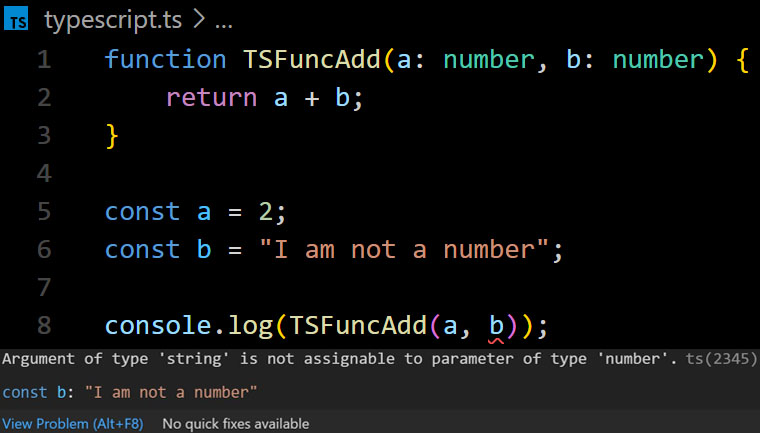 TS typescript.ts > ...
1 function TSFuncAdd(a: number, b: number) {
2     return a + b;
3 }
4
5 const a = 2;
6 const b = "I am not a number";
7
8 console.log(TSFuncAdd(a, b));
Argument of type 'string' is not assignable to parameter of type 'number'. ts(2345)
const b: "I am not a number"
View Problem (Alt+F8) No quick fixes available